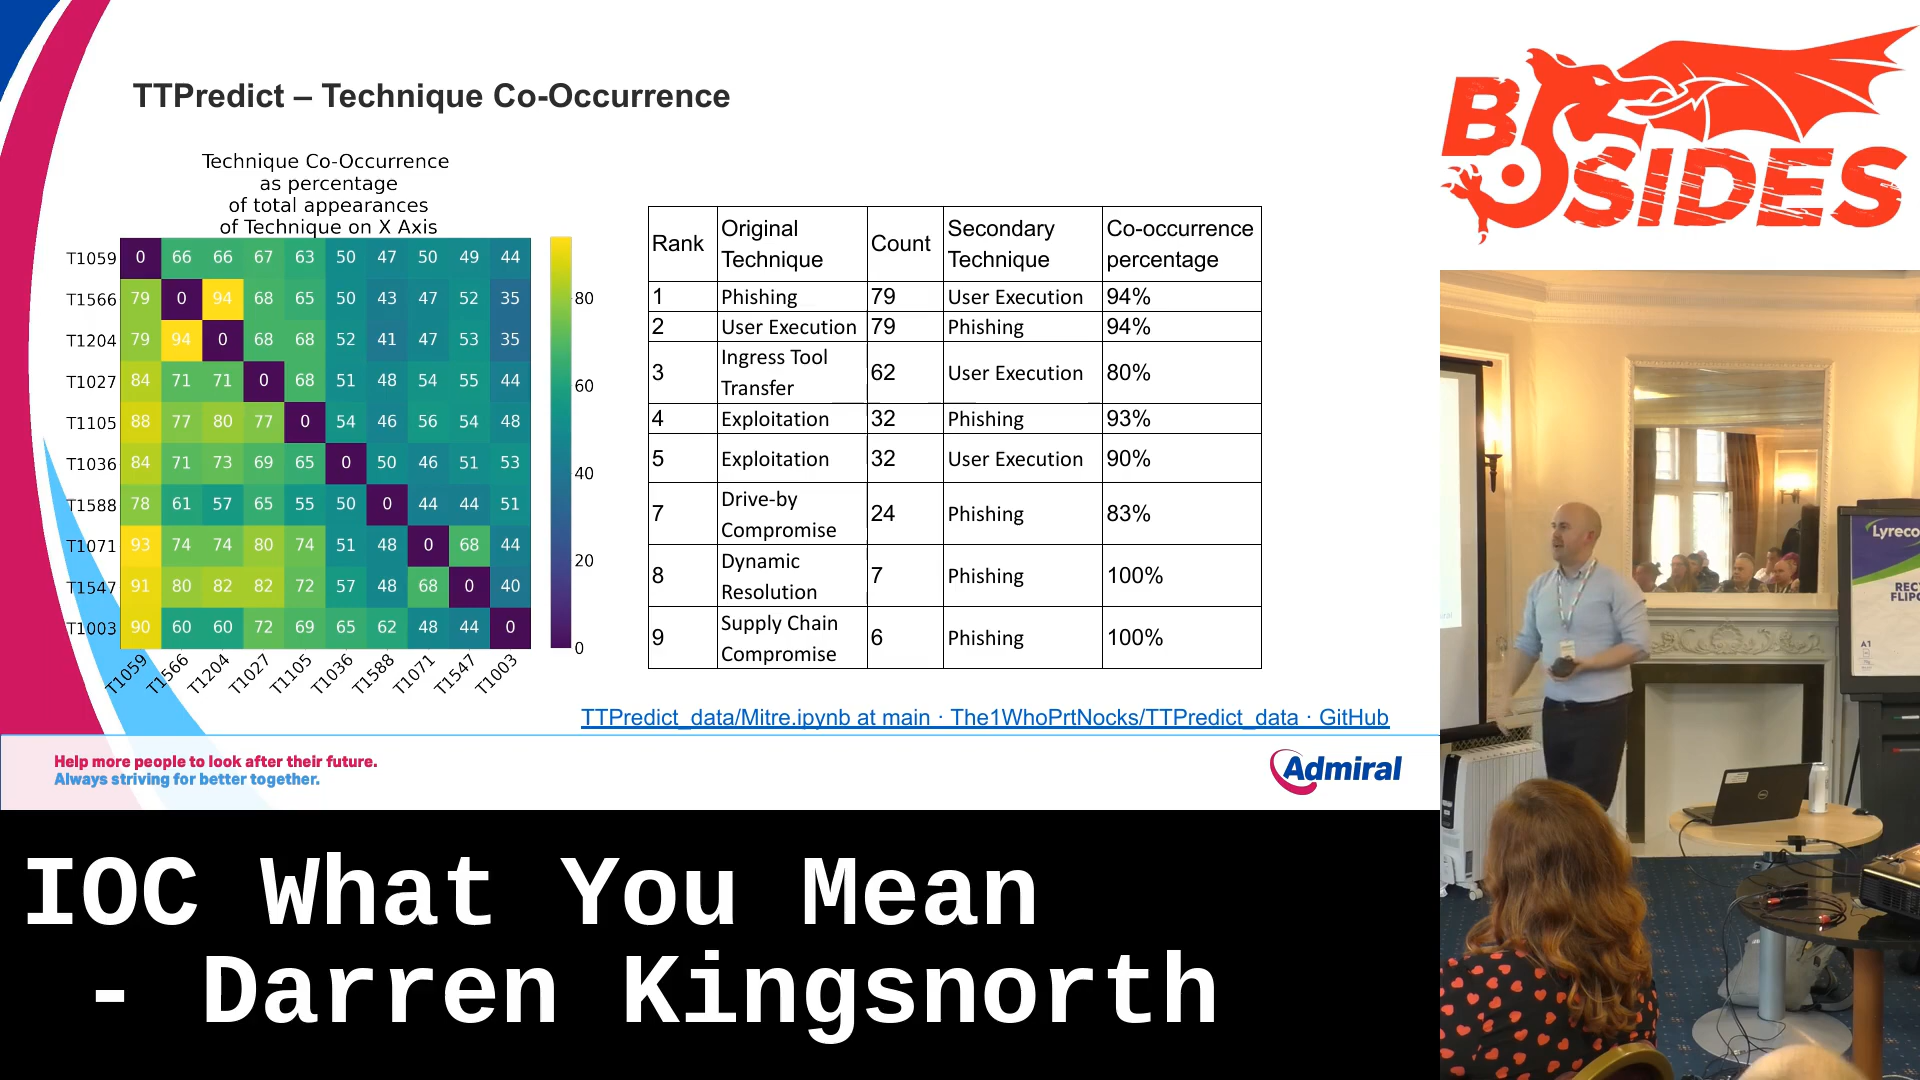 TTPredict – Technique Co-Occurrence
Technique Co-Occurrence
as percentage
of total appearances
of Technique on X Axis
T1059 0 66 66 67 63 50 47 50 49 44
T1566 79 0 94 68 65 50 43 47 52 35
T1204 79 94 0 68 68 52 41 47 53 35
T1027 84 71 71 0 68 51 48 54 55 44
T1105 88 77 80 77 0 54 46 56 54 48
T1036 84 71 73 69 65 0 50 46 51 53
T1588 78 61 57 65 55 50 0 44 44 51
T1071 93 74 74 80 74 51 48 0 68 44
T1547 91 80 82 82 72 57 48 68 0 40
T1003 90 60 60 72 69 65 62 48 44 0
T1059 T1566 T1204 T1027 T1105 T1036 T1588 T1071 T1547 T1003
80
60
40
20
0
Rank Original Technique Count Secondary Technique Co-occurrence percentage
1 Phishing 79 User Execution 94%
2 User Execution 79 Phishing 94%
3 Ingress Tool Transfer 62 User Execution 80%
4 Exploitation 32 Phishing 93%
5 Exploitation 32 User Execution 90%
7 Drive-by Compromise 24 Phishing 83%
8 Dynamic Resolution 7 Phishing 100%
9 Supply Chain Compromise 6 Phishing 100%
TTPredict_data/Mitre.ipynb at main · The1WhoPrtNocks/TTPredict_data · GitHub
Help more people to look after their future.
Always striving for better together.
Admiral
BSIDES
Lyreco
A1
IOC What You Mean
- Darren Kingsnorth